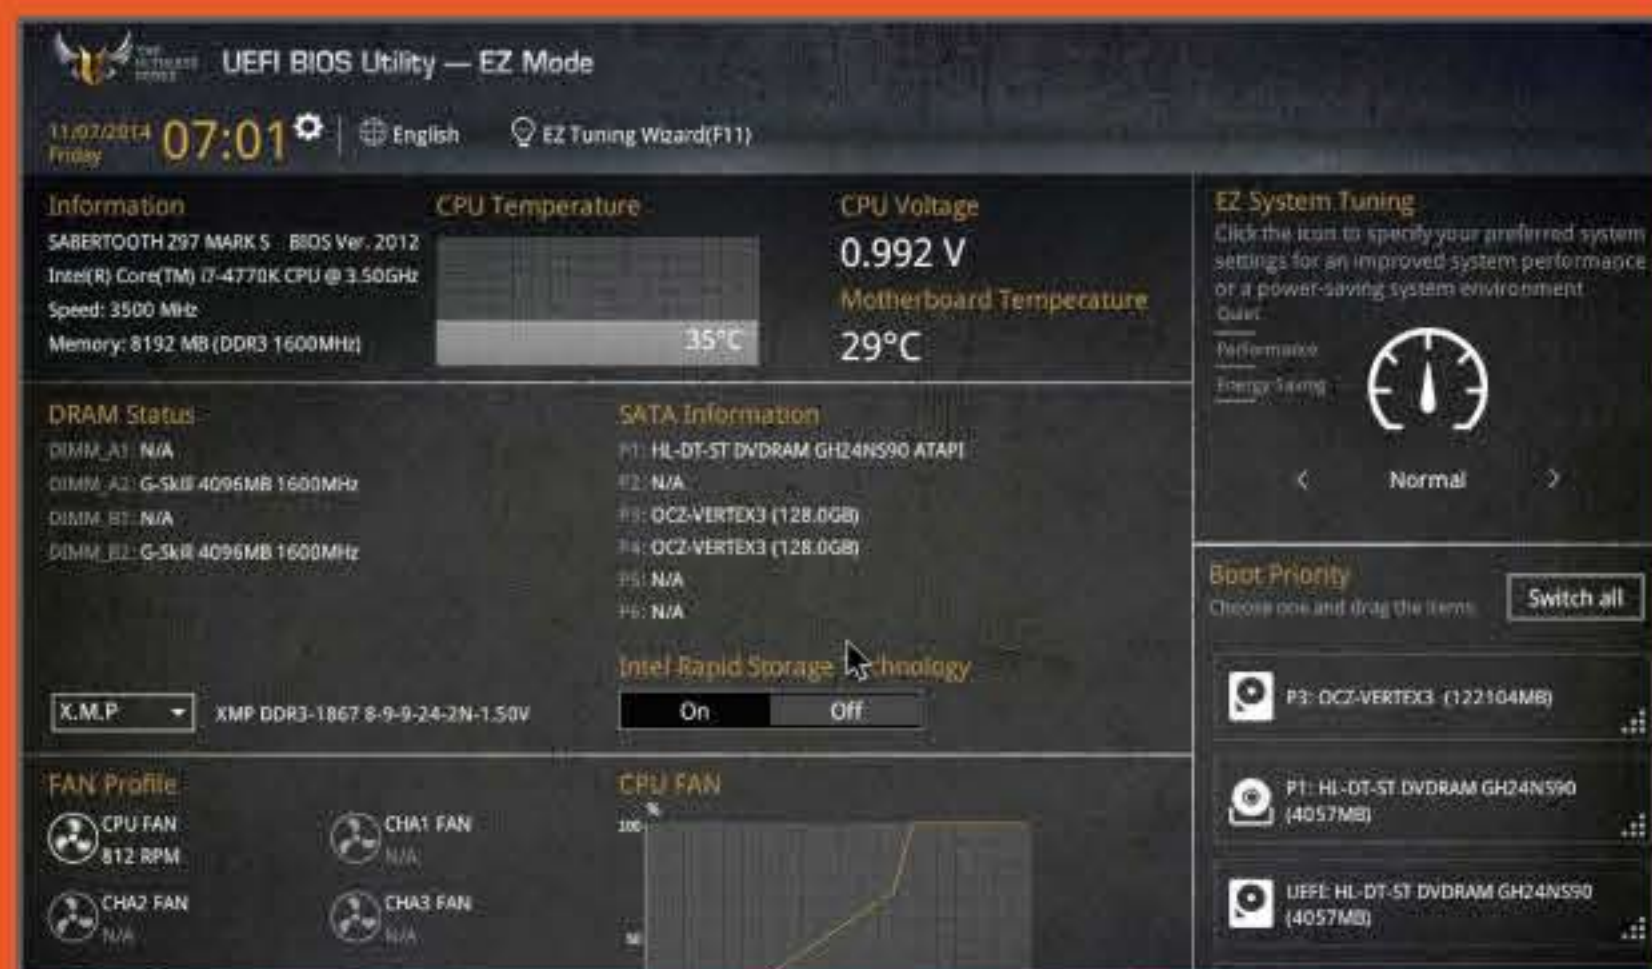 THE ULTIMATE FORCE
UEFI BIOS Utility — EZ Mode
11/07/2014
Friday
07:01
English
EZ Tuning Wizard(F11)
Information
SABERTOOTH Z97 MARK S BIOS Ver. 2012
Intel(R) Core(TM) i7-4770K CPU @ 3.50GHz
Speed: 3500 MHz
Memory: 8192 MB (DDR3 1600MHz)
CPU Temperature
35°C
CPU Voltage
0.992 V
Motherboard Temperature
29°C
EZ System Tuning
Click the icon to specify your preferred system
settings for an improved system performance
or a power-saving system environment
Quiet
Performance
Energy Saving
Normal
DRAM Status
DIMM_A1: N/A
DIMM_A2: G-Skill 4096MB 1600MHz
DIMM_B1: N/A
DIMM_B2: G-Skill 4096MB 1600MHz
X.M.P
XMP DDR3-1867 8-9-9-24-2N-1.50V
SATA Information
P1: HL-DT-ST DVDRAM GH24NS90 ATAPI
P2: N/A
P3: OCZ-VERTEX3 (128.0GB)
P4: OCZ-VERTEX3 (128.0GB)
P5: N/A
P6: N/A
Intel Rapid Storage
On Off
Boot Priority
Choose one and drag the items
Switch all
P3: OCZ-VERTEX3 (122104MB)
P1: HL-DT-ST DVDRAM GH24NS90
(4057MB)
UEFI: HL-DT-ST DVDRAM GH24NS90
(4057MB)
FAN Profile
CPU FAN
812 RPM
CHA1 FAN
N/A
CHA2 FAN
N/A
CHA3 FAN
N/A
CPU FAN
%
100
50